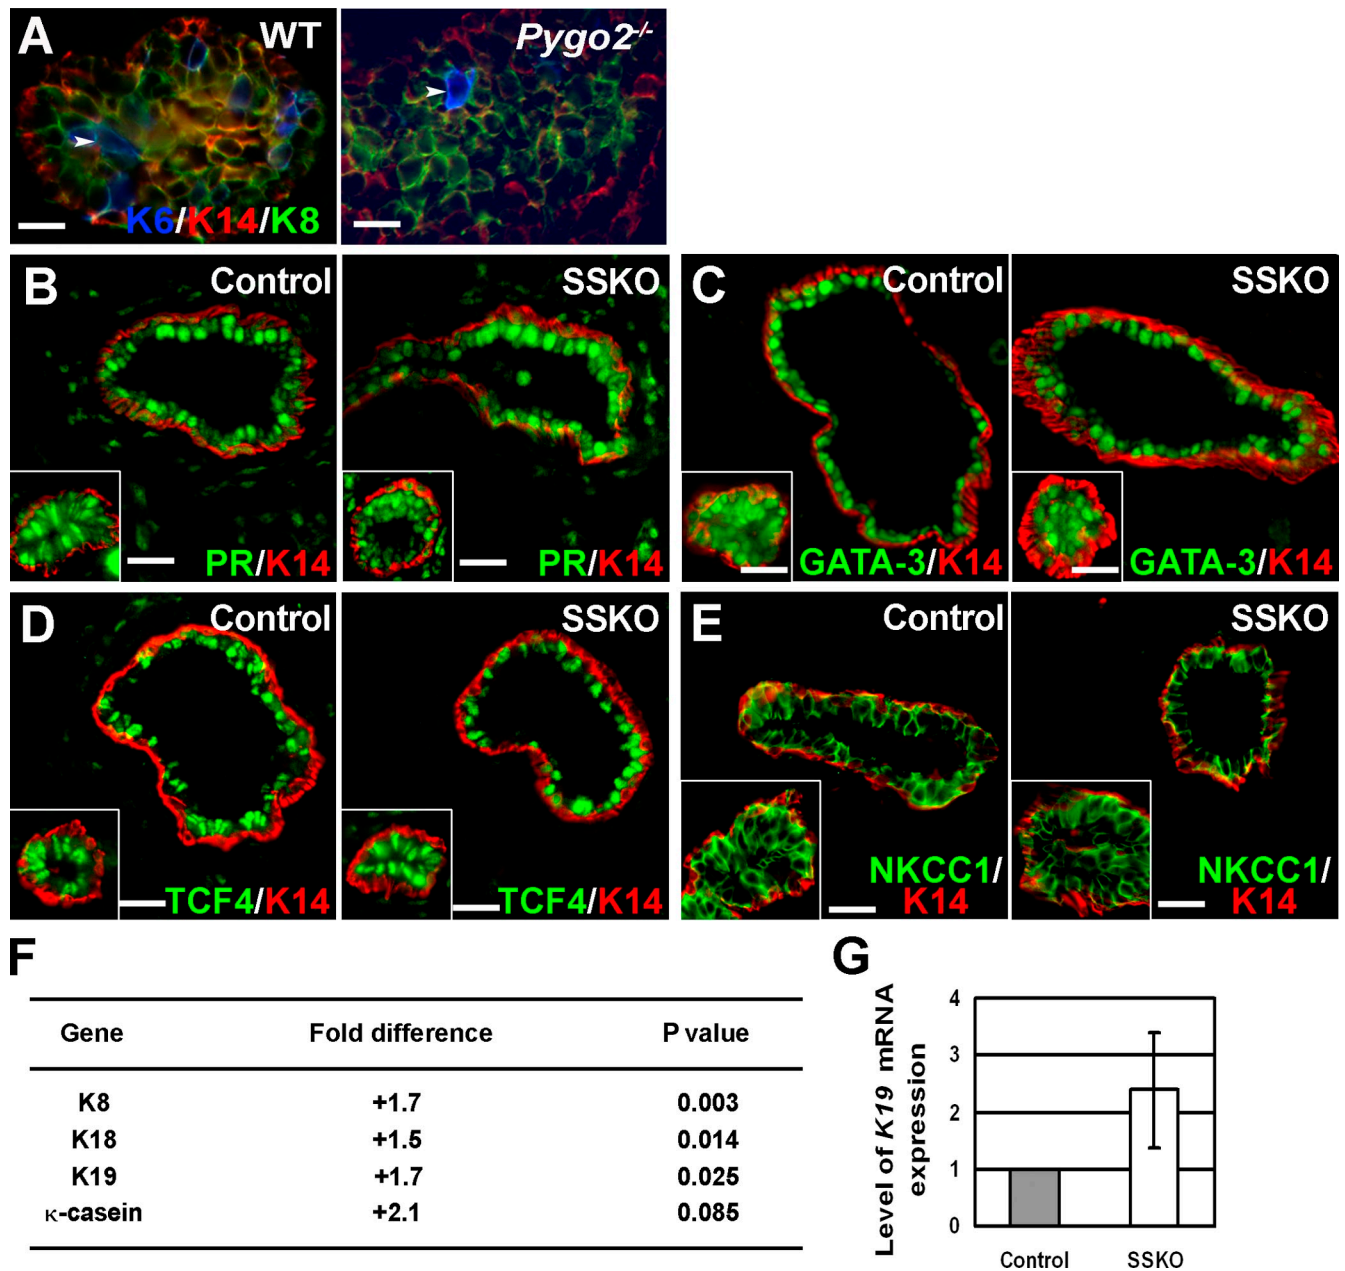 A
WT
Pygo2-/-
K6/K14/K8
B
Control
SSKO
PR/K14
PR/K14
C
Control
SSKO
GATA-3/K14
GATA-3/K14
D
Control
SSKO
TCF4/K14
TCF4/K14
E
Control
SSKO
NKCC1/
K14
NKCC1/
K14
F
Gene Fold difference P value
K8 +1.7 0.003
K18 +1.5 0.014
K19 +1.7 0.025
κ-casein +2.1 0.085
G
Level of K19 mRNA
expression
4
3
2
1
0
Control SSKO